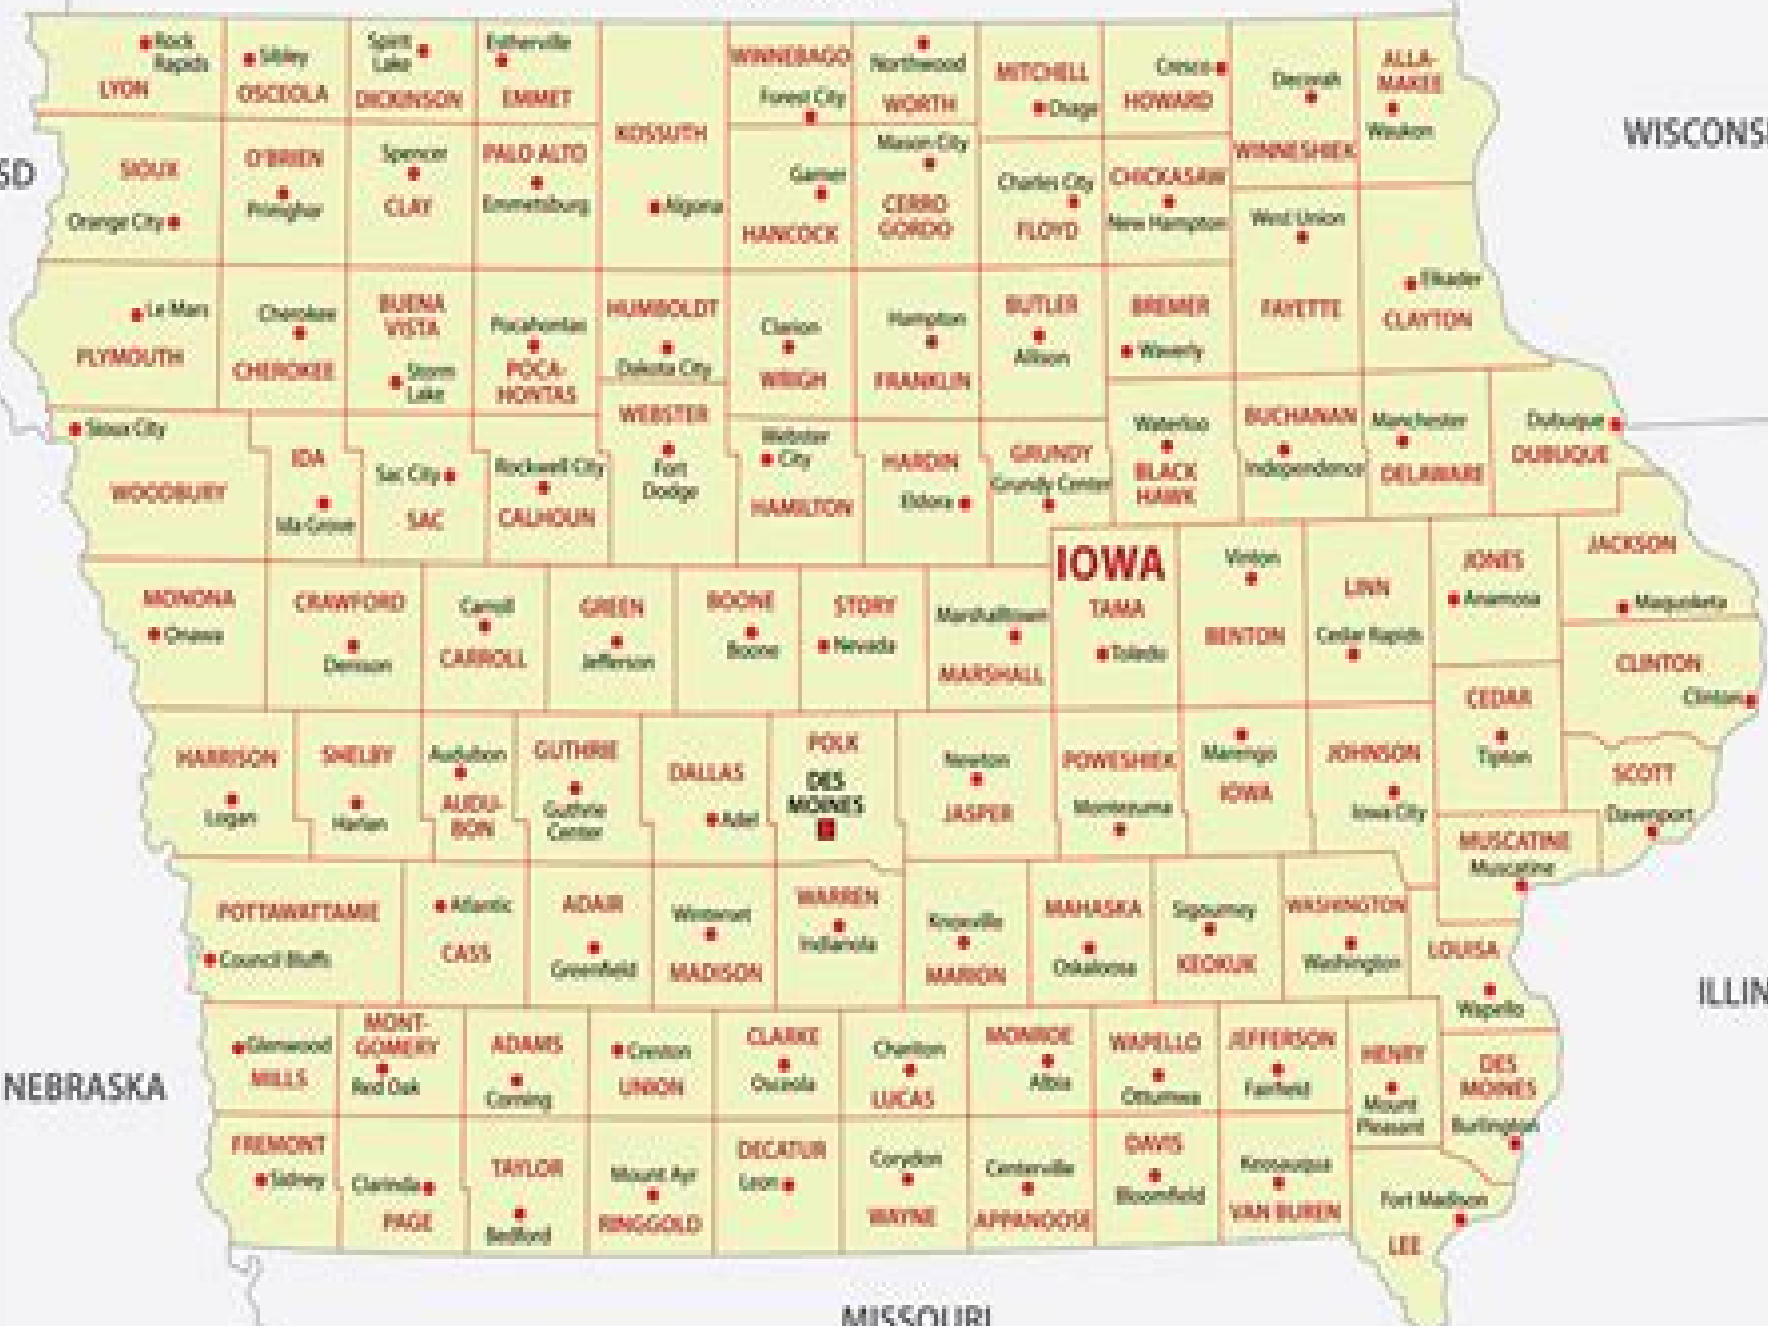 Rock
Rapids
LYON
Sibley
OSCEOLA
Spirit
Lake
DICKINSON
Estherville
EMMET
KOSSUTH
Algona
WINNEBAGO
Forest City
Northwood
WORTH
MITCHELL
Osage
Cresco
HOWARD
Decorah
WINNESHIEK
ALLA-
MAKEE
Waukon
WISCONS
SD
SIOUX
Orange City
O'BRIEN
Primghar
Spencer
CLAY
PALO ALTO
Emmetsburg
Garner
HANCOCK
Mason City
CERRO
GORDO
Charles City
FLOYD
CHICKASAW
New Hampton
West Union
FAYETTE
Elkader
CLAYTON
Le Mars
PLYMOUTH
Cherokee
CHEROKEE
BUENA
VISTA
Storm
Lake
Pocahontas
POCA-
HONTAS
HUMBOLDT
Dakota City
Clarion
WRIGH
Hampton
FRANKLIN
BUTLER
Allison
BREMER
Waverly
Sioux City
WOODBURY
IDA
Ida Grove
Sac City
SAC
Rockwell City
CALHOUN
WEBSTER
Fort
Dodge
Webster
City
HAMILTON
HARDIN
Eldora
GRUNDY
Grundy Center
Waterloo
BLACK
HAWK
BUCHANAN
Independence
Manchester
DELAWARE
Dubuque
DUBUQUE
MONONA
Onawa
CRAWFORD
Denison
Carroll
CARROLL
GREEN
Jefferson
BOONE
Boone
STORY
Nevada
Marshalltown
MARSHALL
IOWA
TAMA
Toledo
Vinton
BENTON
LINN
Cedar Rapids
JONES
Anamosa
JACKSON
Maquoketa
CLINTON
Clinton
HARRISON
Logan
SHELBY
Harlan
Audubon
AUDU-
BON
GUTHRIE
Guthrie
Center
DALLAS
Adel
POLK
DES
MOINES
Newton
JASPER
POWESHIEK
Montezuma
Marengo
IOWA
JOHNSON
Iowa City
CEDAR
Tipton
SCOTT
Davenport
MUSCATINE
Muscatine
POTTAWATTAMIE
Council Bluffs
Atlantic
CASS
ADAIR
Greenfield
Winterset
MADISON
WARREN
Indianola
Knoxville
MARION
MAHASKA
Oskaloosa
Sigourney
KEOKUK
WASHINGTON
Washington
LOUISA
Wapello
ILLIN
NEBRASKA
Glenwood
MILLS
MONT-
GOMERY
Red Oak
ADAMS
Corning
Creston
UNION
CLARKE
Osceola
Chariton
LUCAS
MONROE
Albia
WAPELLO
Ottumwa
JEFFERSON
Fairfield
HENRY
Mount
Pleasant
DES
MOINES
Burlington
FREMONT
Sidney
Clarinda
PAGE
TAYLOR
Bedford
Mount Ayr
RINGGOLD
DECATUR
Leon
Corydon
WAYNE
Centerville
APPANOOSE
DAVIS
Bloomfield
Keosauqua
VAN BUREN
Fort Madison
LEE
MISSOURI